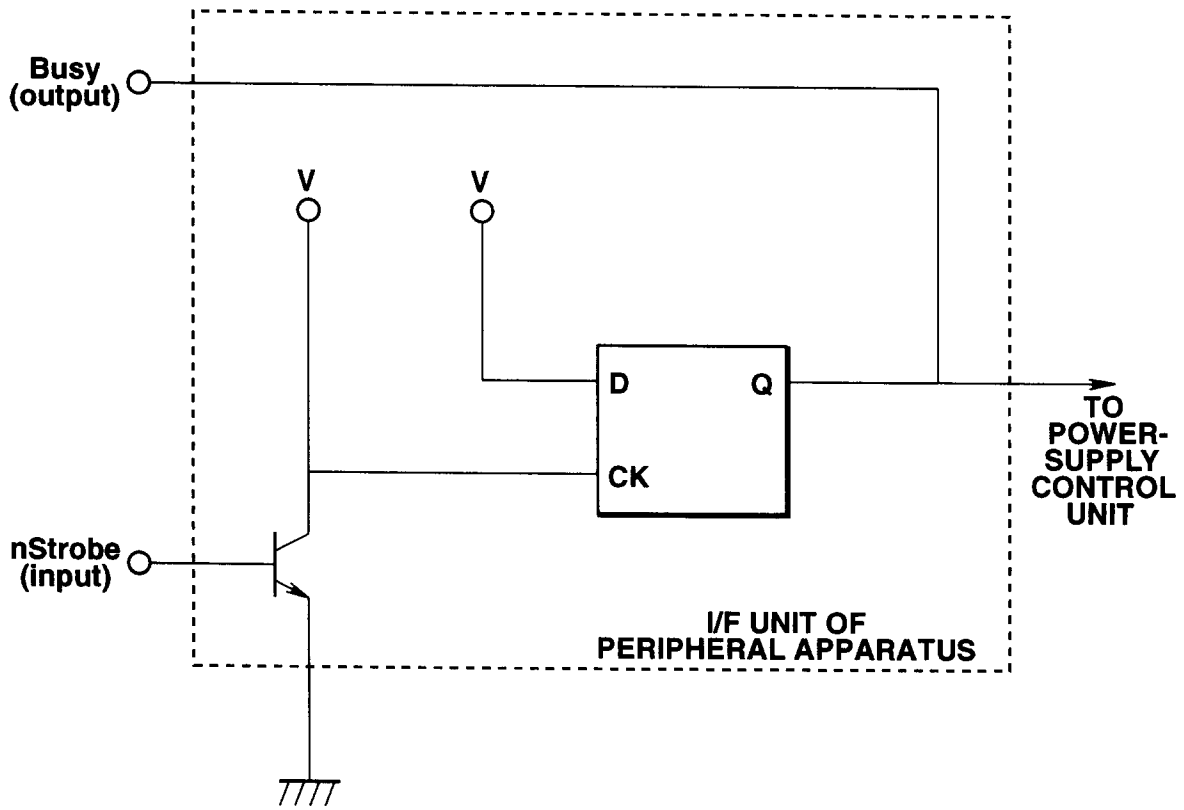 Busy
(output)
V
V
D
Q
CK
TO
POWER-
SUPPLY
CONTROL
UNIT
nStrobe
(input)
I/F UNIT OF
PERIPHERAL APPARATUS